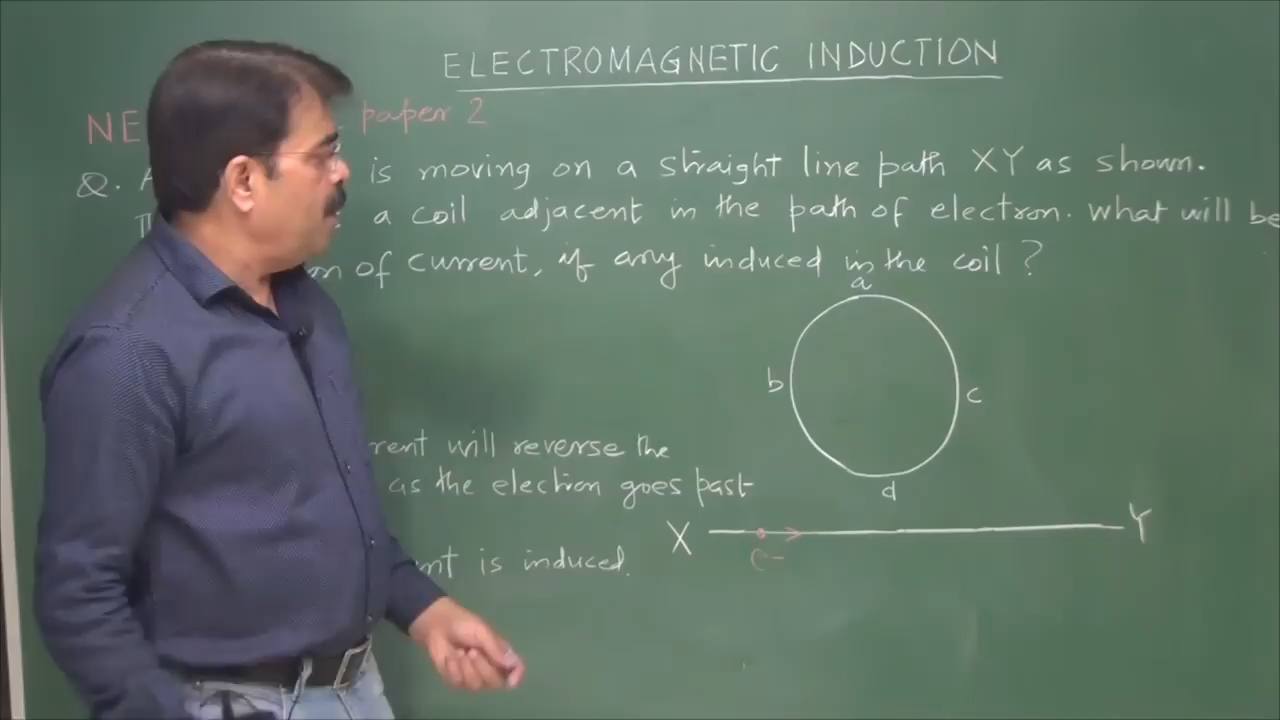 ELECTROMAGNETIC INDUCTION
NE paper 2
Q. A is moving on a straight line path XY as shown.
a coil adjacent in the path of electron. What will be
of current, if any induced in the coil ?
a
b
c
will reverse the
as the electron goes past
d
X
Y
e-
is induced.